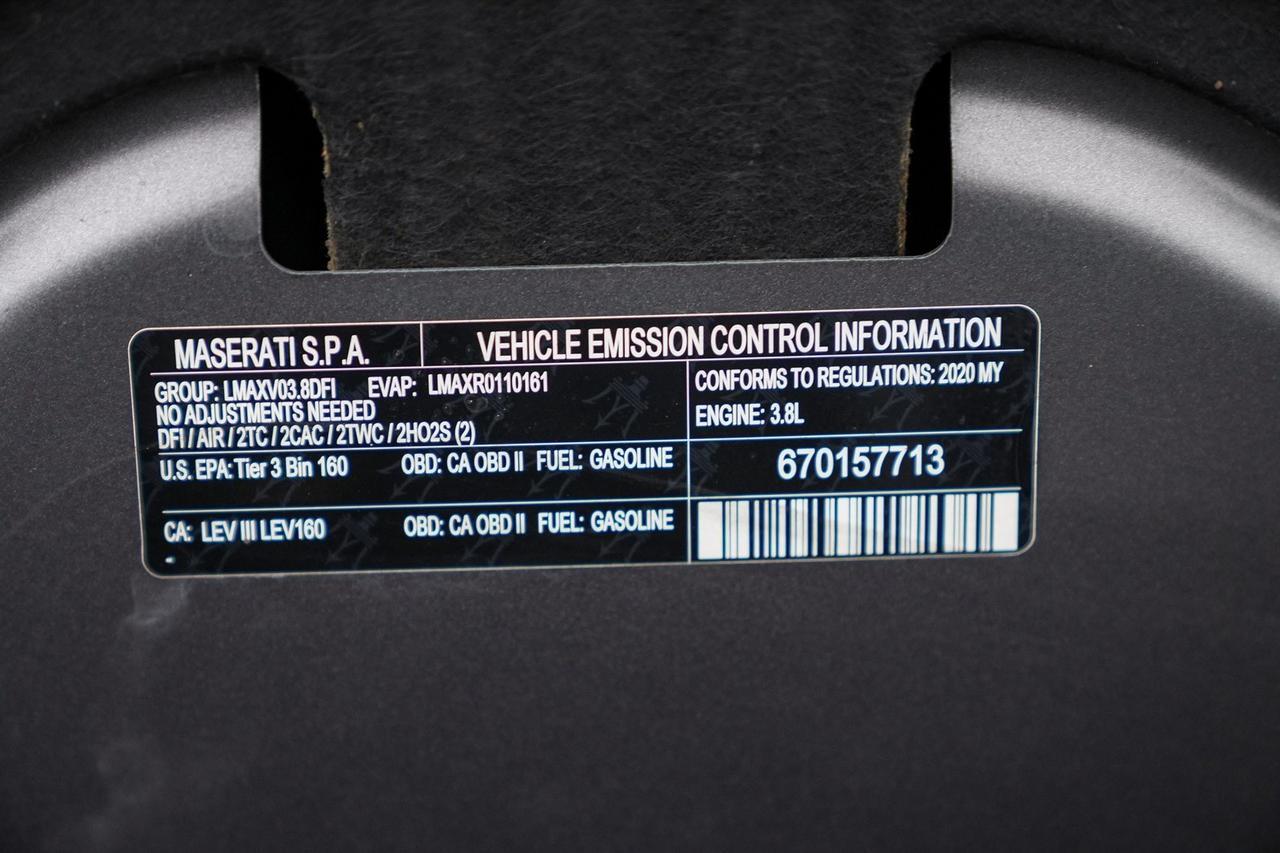 MASERATI S.P.A. VEHICLE EMISSION CONTROL INFORMATION
GROUP: LMAXV03.8DFI EVAP: LMAXR0110161
NO ADJUSTMENTS NEEDED
DFI / AIR / 2TC / 2CAC / 2TWC / 2HO2S (2)
CONFORMS TO REGULATIONS: 2020 MY
ENGINE: 3.8L
U.S. EPA: Tier 3 Bin 160 OBD: CA OBD II FUEL: GASOLINE
670157713
CA: LEV III LEV160 OBD: CA OBD II FUEL: GASOLINE